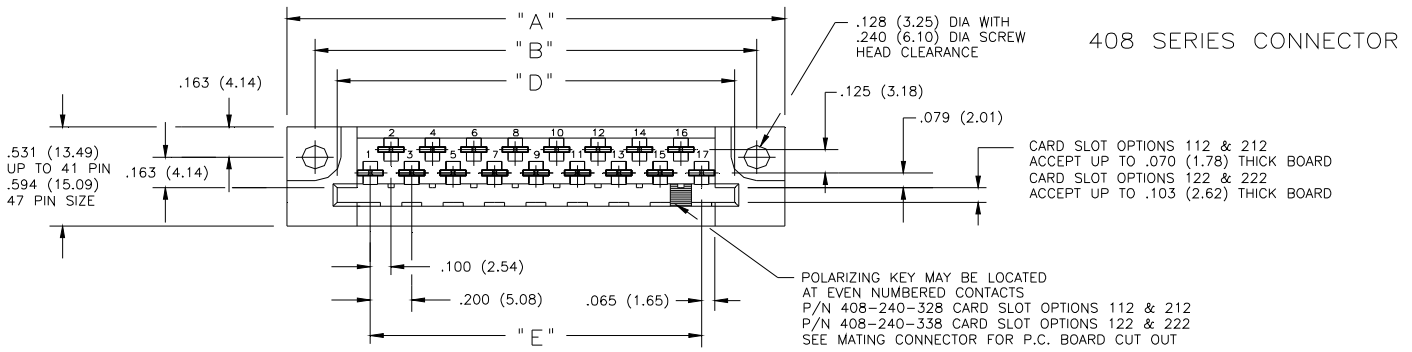 "A"
.128 (3.25) DIA WITH
.240 (6.10) DIA SCREW
HEAD CLEARANCE
408 SERIES CONNECTOR
"B"
"D"
.163 (4.14)
.125 (3.18)
.079 (2.01)
.531 (13.49)
UP TO 41 PIN
.594 (15.09)
47 PIN SIZE
.163 (4.14)
2 4 6 8 10 12 14 16
1 3 5 7 9 11 13 15 17
CARD SLOT OPTIONS 112 & 212
ACCEPT UP TO .070 (1.78) THICK BOARD
CARD SLOT OPTIONS 122 & 222
ACCEPT UP TO .103 (2.62) THICK BOARD
.100 (2.54)
.200 (5.08)
.065 (1.65)
"E"
POLARIZING KEY MAY BE LOCATED
AT EVEN NUMBERED CONTACTS
P/N 408-240-328 CARD SLOT OPTIONS 112 & 212
P/N 408-240-338 CARD SLOT OPTIONS 122 & 222
SEE MATING CONNECTOR FOR P.C. BOARD CUT OUT